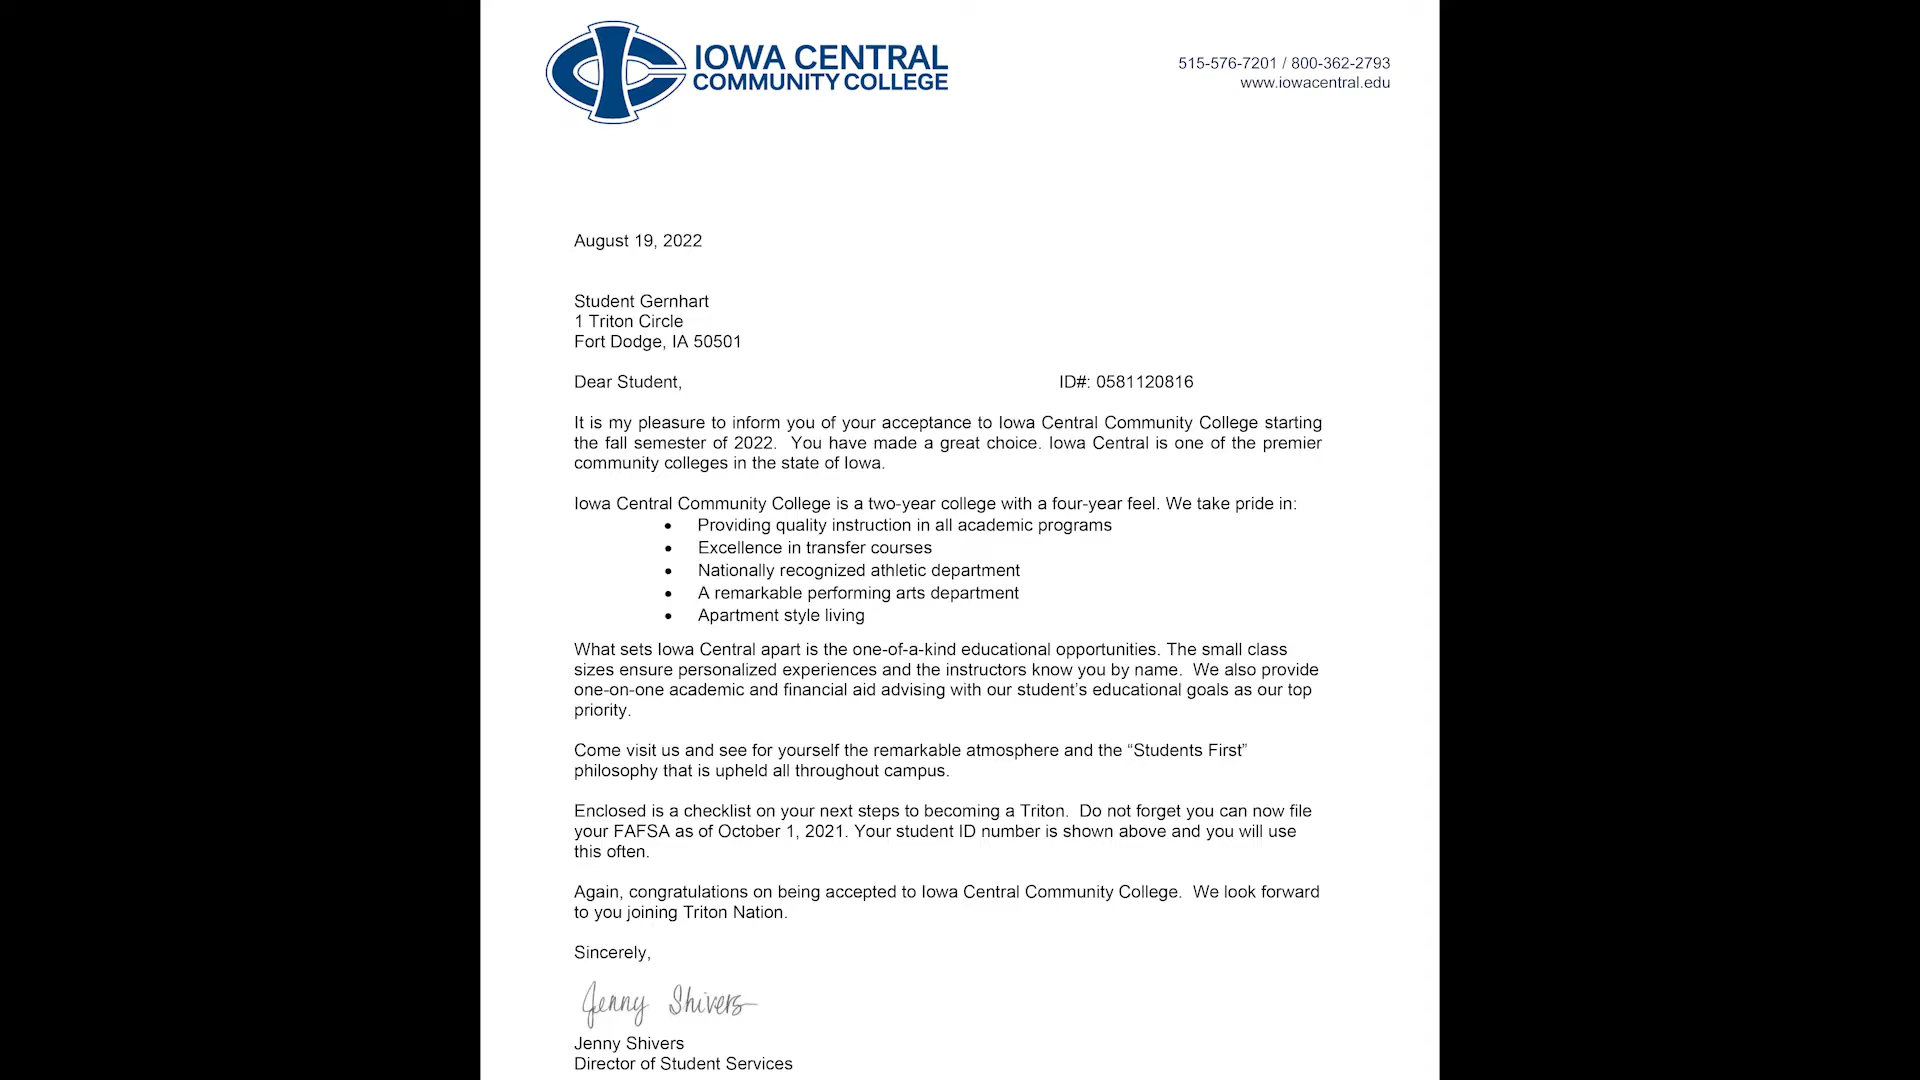 IOWA CENTRAL
COMMUNITY COLLEGE
515-576-7201 / 800-362-2793
www.iowacentral.edu
August 19, 2022
Student Gernhart
1 Triton Circle
Fort Dodge, IA 50501
Dear Student, ID#: 0581120816
It is my pleasure to inform you of your acceptance to Iowa Central Community College starting
the fall semester of 2022. You have made a great choice. Iowa Central is one of the premier
community colleges in the state of Iowa.
Iowa Central Community College is a two-year college with a four-year feel. We take pride in:
• Providing quality instruction in all academic programs
• Excellence in transfer courses
• Nationally recognized athletic department
• A remarkable performing arts department
• Apartment style living
What sets Iowa Central apart is the one-of-a-kind educational opportunities. The small class
sizes ensure personalized experiences and the instructors know you by name. We also provide
one-on-one academic and financial aid advising with our student’s educational goals as our top
priority.
Come visit us and see for yourself the remarkable atmosphere and the “Students First”
philosophy that is upheld all throughout campus.
Enclosed is a checklist on your next steps to becoming a Triton. Do not forget you can now file
your FAFSA as of October 1, 2021. Your student ID number is shown above and you will use
this often.
Again, congratulations on being accepted to Iowa Central Community College. We look forward
to you joining Triton Nation.
Sincerely,
Jenny Shivers
Jenny Shivers
Director of Student Services